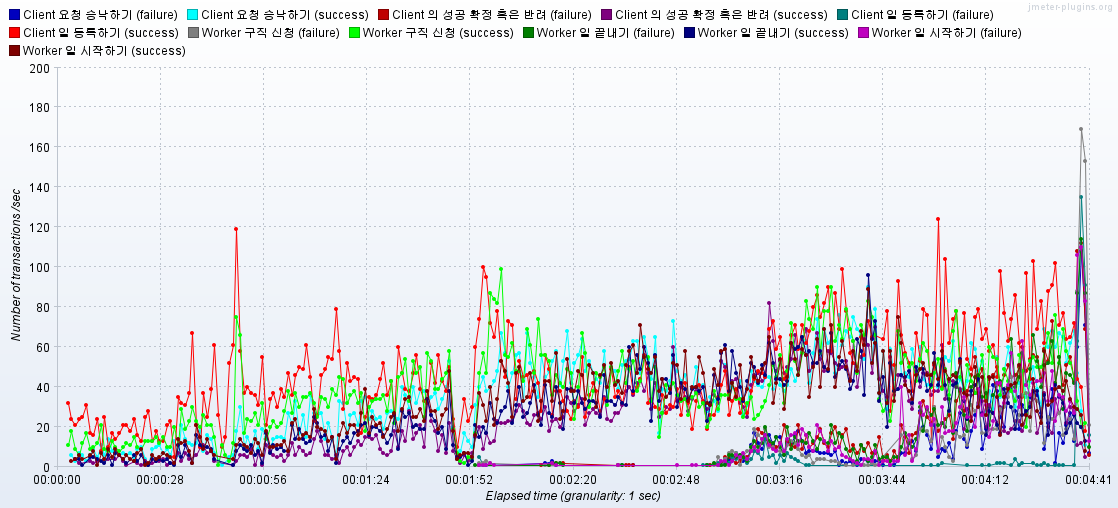 jmeter-plugins.org
Client 요청 승낙하기 (failure) Client 요청 승낙하기 (success) Client 의 성공 확정 혹은 반려 (failure) Client 의 성공 확정 혹은 반려 (success) Client 일 등록하기 (failure)
Client 일 등록하기 (success) Worker 구직 신청 (failure) Worker 구직 신청 (success) Worker 일 끝내기 (failure) Worker 일 끝내기 (success) Worker 일 시작하기 (failure)
Worker 일 시작하기 (success)
200
180
160
140
120
100
80
60
40
20
0
Number of transactions /sec
00:00:00 00:00:28 00:00:56 00:01:24 00:01:52 00:02:20 00:02:48 00:03:16 00:03:44 00:04:12 00:04:41
Elapsed time (granularity: 1 sec)